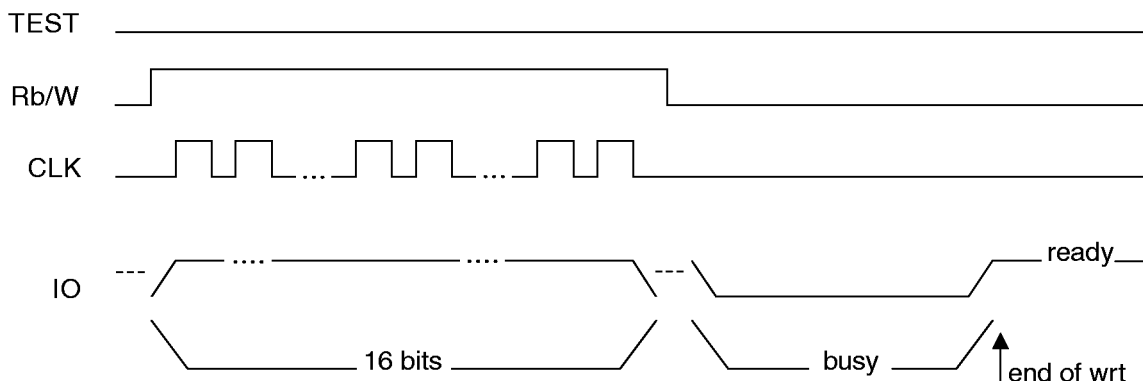 TEST
Rb/W
CLK
... ...
.... .... --- ready
--- IO
16 bits busy
end of wrt